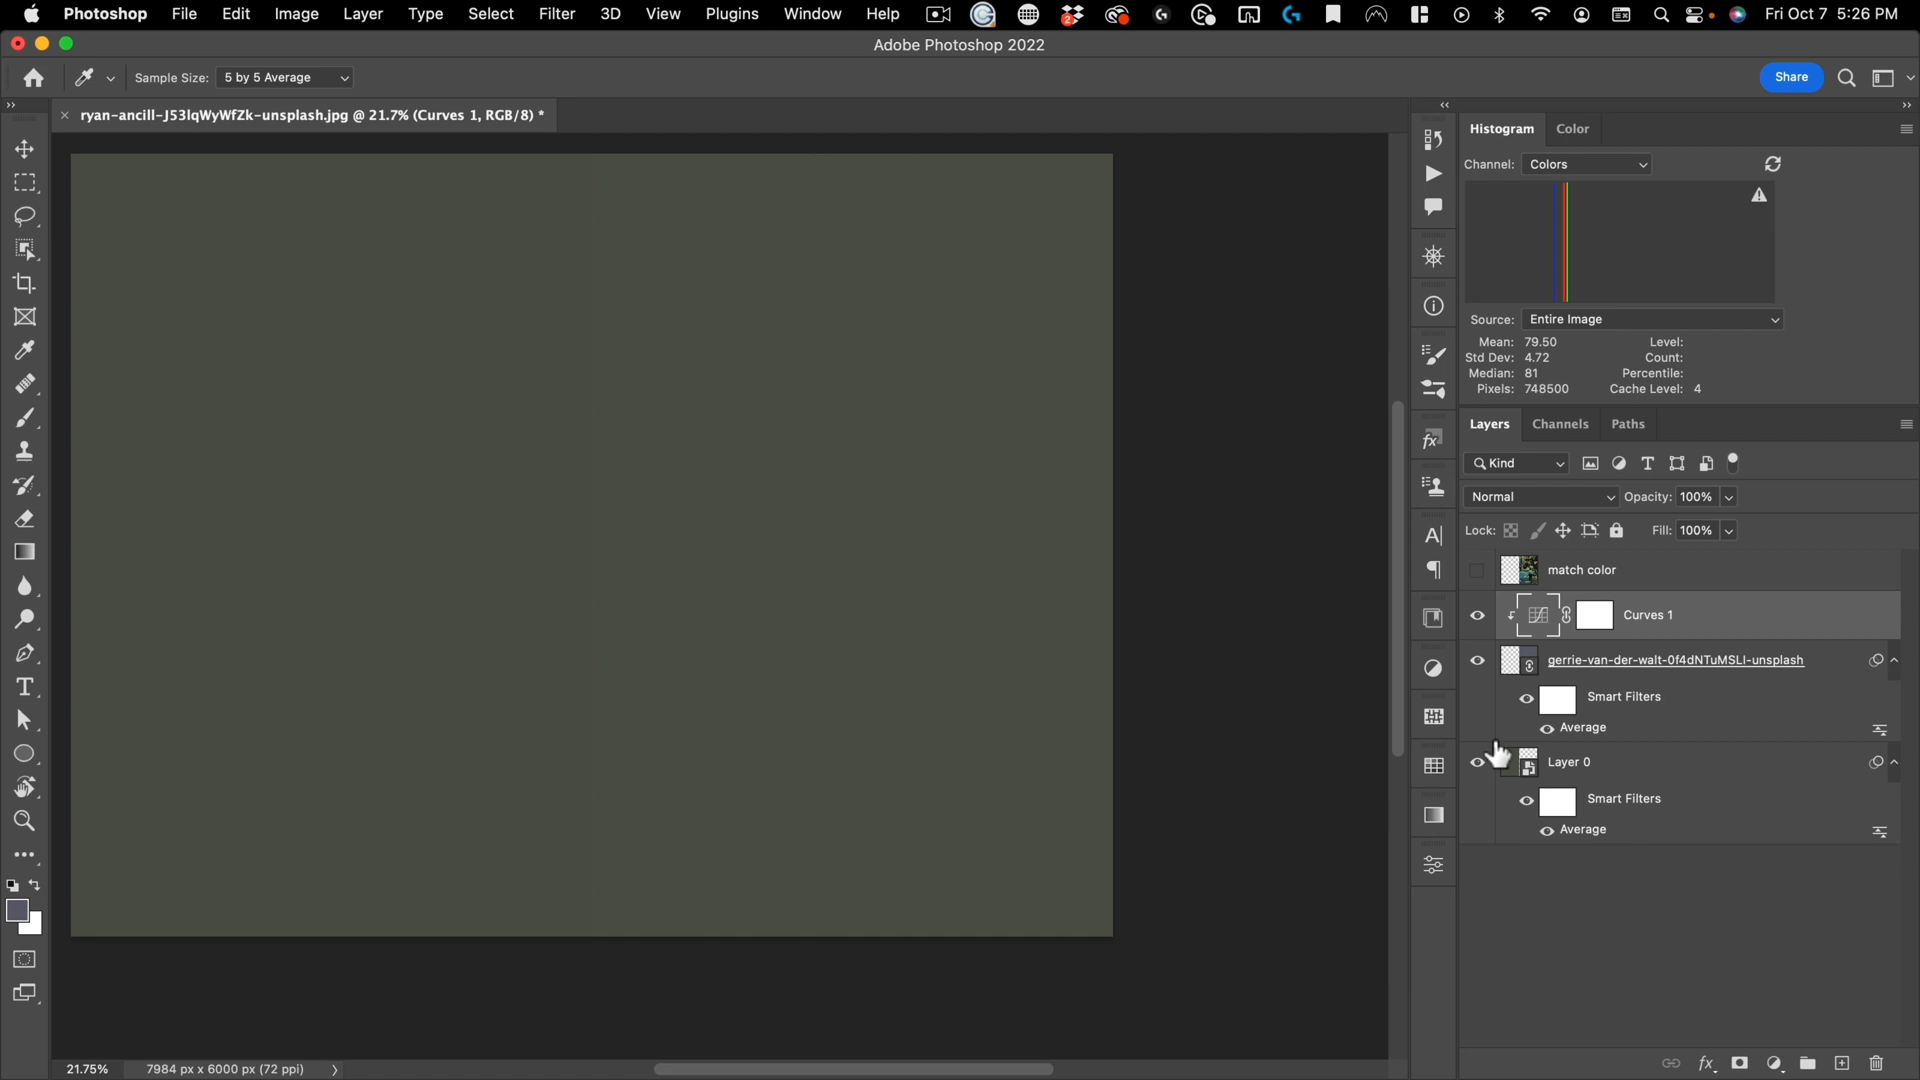 Photoshop File Edit Image Layer Type Select Filter 3D View Plugins Window Help 2 Fri Oct 7 5:26 PM
Adobe Photoshop 2022
Sample Size: 5 by 5 Average Share
ryan-ancill-J53lqWyWfZk-unsplash.jpg @ 21.7% (Curves 1, RGB/8) *
Histogram Color
Channel: Colors
Source: Entire Image
Mean: 79.50 Level:
Std Dev: 4.72 Count:
Median: 81 Percentile:
Pixels: 748500 Cache Level: 4
Layers Channels Paths
Kind
Normal Opacity: 100%
Lock: Fill: 100%
match color
Curves 1
gerrie-van-der-walt-0f4dNTuMSLI-unsplash
Smart Filters
Average
Layer 0
Smart Filters
Average
21.75% 7984 px x 6000 px (72 ppi)